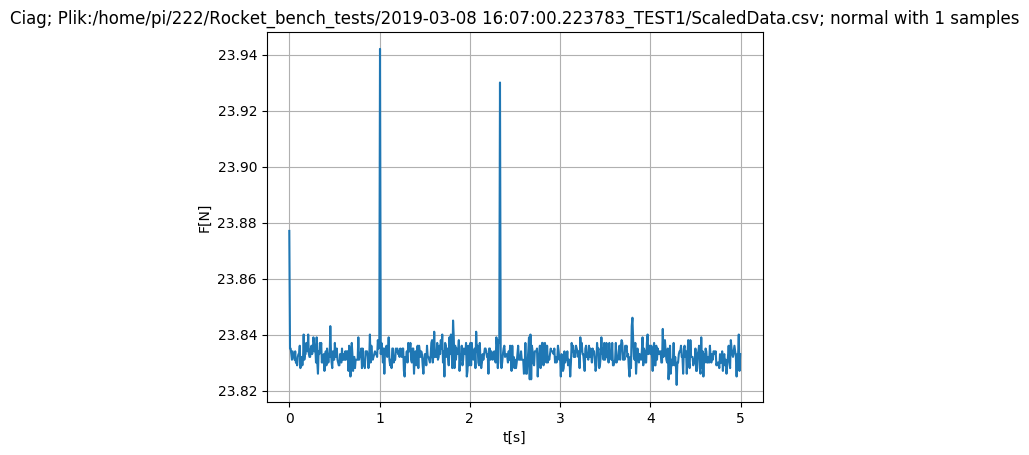 Ciag; Plik:/home/pi/222/Rocket_bench_tests/2019-03-08 16:07:00.223783_TEST1/ScaledData.csv; normal with 1 samples
23.94
23.92
23.90
23.88
23.86
23.84
23.82
F[N]
0 1 2 3 4 5
t[s]